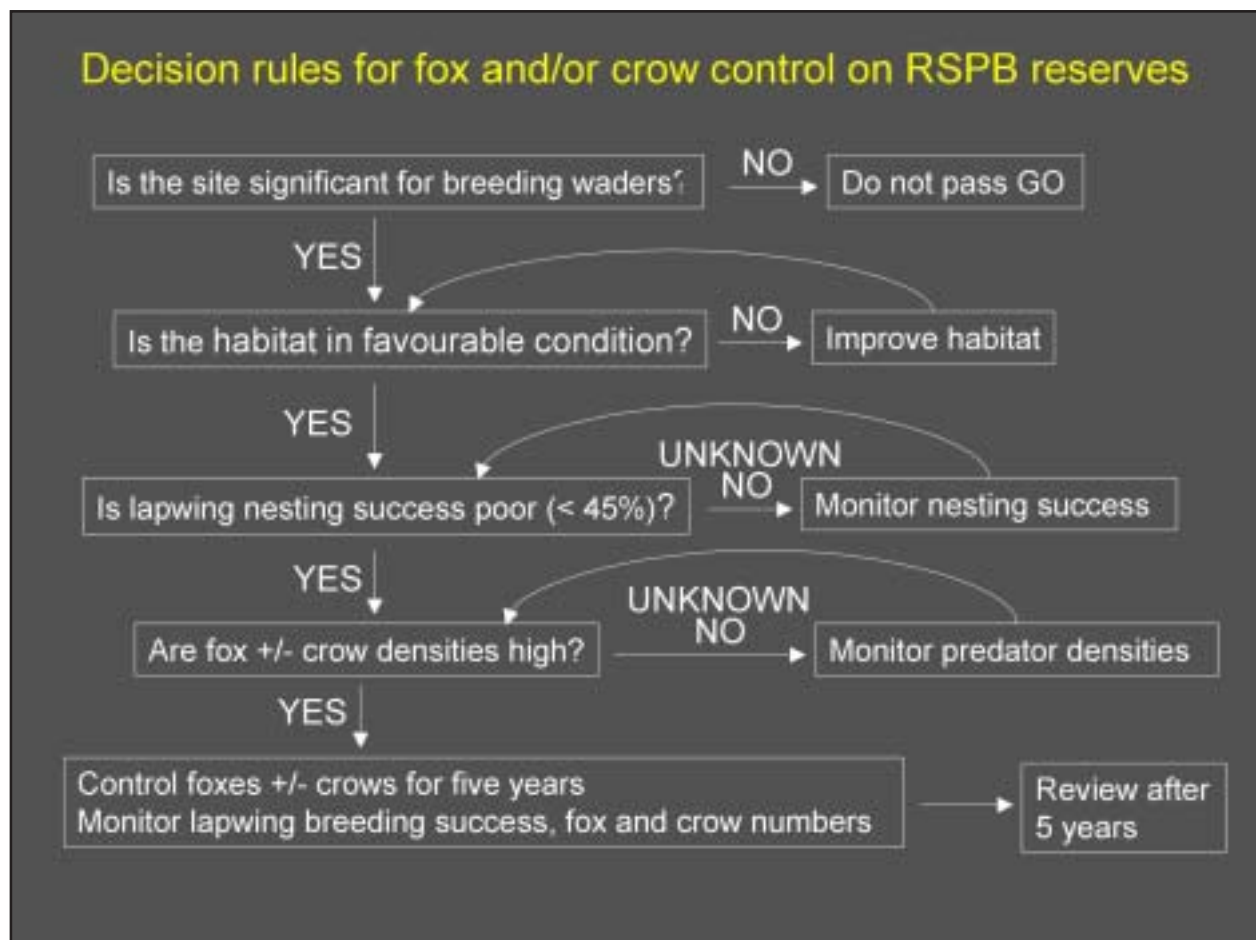 Decision rules for fox and/or crow control on RSPB reserves
Is the site significant for breeding waders?
NO
Do not pass GO
YES
Is the habitat in favourable condition?
NO
Improve habitat
YES
Is lapwing nesting success poor (< 45%)?
UNKNOWN
NO
Monitor nesting success
YES
Are fox +/- crow densities high?
UNKNOWN
NO
Monitor predator densities
YES
Control foxes +/- crows for five years
Monitor lapwing breeding success, fox and crow numbers
Review after
5 years